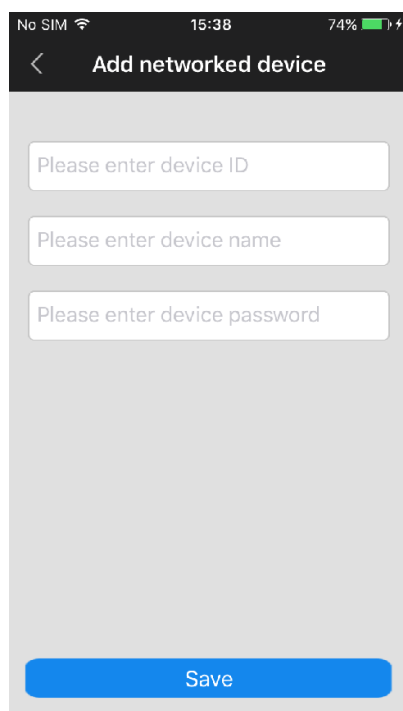 No SIM 15:38 74%
Add networked device
Please enter device ID
Please enter device name
Please enter device password
Save